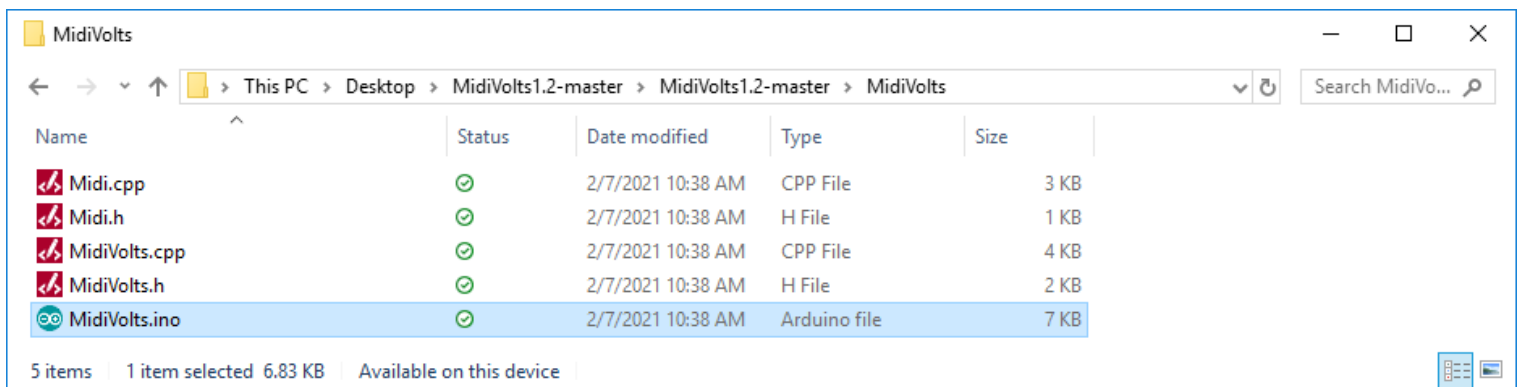 MidiVolts
This PC > Desktop > MidiVolts1.2-master > MidiVolts1.2-master > MidiVolts Search MidiVo...
Name Status Date modified Type Size
Midi.cpp 2/7/2021 10:38 AM CPP File 3 KB
Midi.h 2/7/2021 10:38 AM H File 1 KB
MidiVolts.cpp 2/7/2021 10:38 AM CPP File 4 KB
MidiVolts.h 2/7/2021 10:38 AM H File 2 KB
MidiVolts.ino 2/7/2021 10:38 AM Arduino file 7 KB
5 items 1 item selected 6.83 KB Available on this device